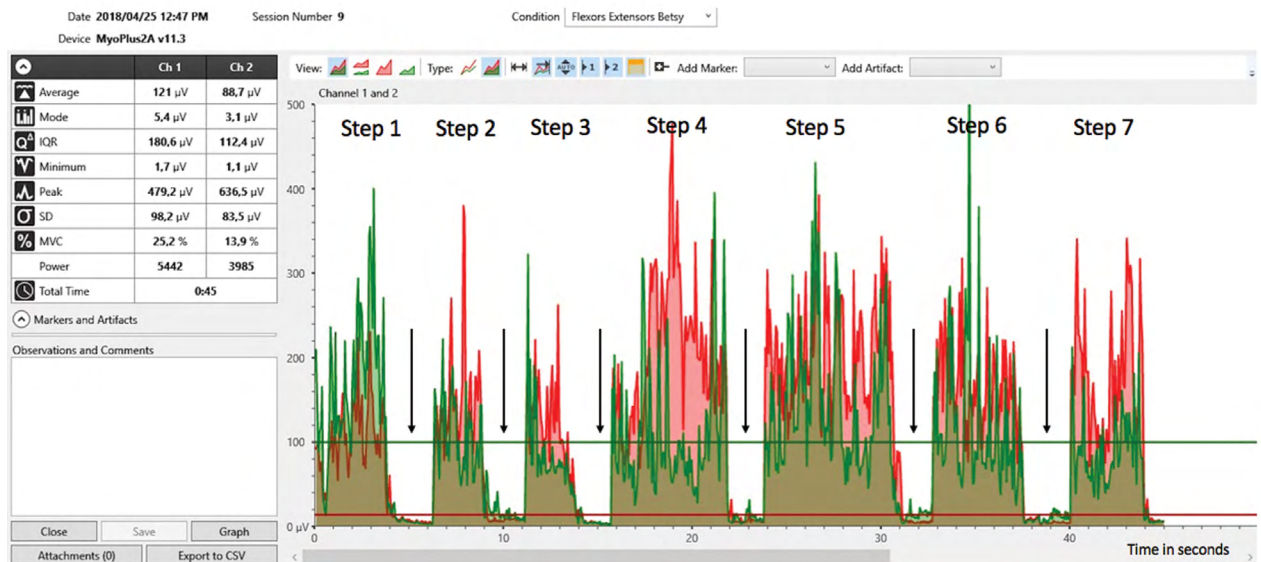 Date 2018/04/25 12:47 PM Session Number 9 Condition Flexors Extensors Betsy
Device MyoPlus2A v11.3
Ch 1 Ch 2
Average 121 µV 88,7 µV
Mode 5,4 µV 3,1 µV
IQR 180,6 µV 112,4 µV
Minimum 1,7 µV 1,1 µV
Peak 479,2 µV 636,5 µV
SD 98,2 µV 83,5 µV
% MVC 25,2 % 13,9 %
Power 5442 3985
Total Time 0:45
Markers and Artifacts
Observations and Comments
Close Save Graph
Attachments (0) Export to CSV
View: Type: AUTO 1 2 Add Marker: Add Artifact:
Channel 1 and 2
500
Step 1 Step 2 Step 3 Step 4 Step 5 Step 6 Step 7
400
300
200
100
0 µV
0 10 20 30 40
Time in seconds